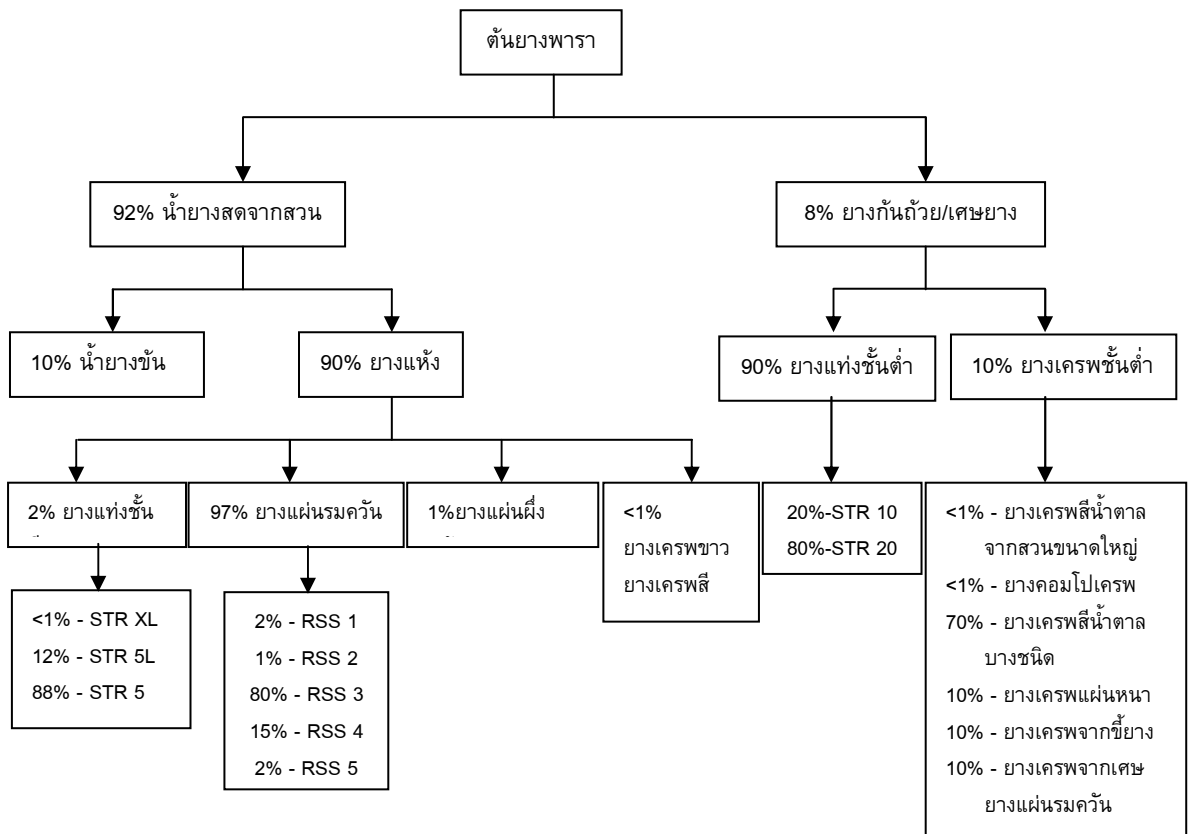 ต้นยางพารา
92% น้ำยางสดจากสวน
8% ยางก้นถ้วย/เศษยาง
10% น้ำยางข้น
90% ยางแห้ง
90% ยางแท่งชั้นต่ำ
10% ยางเครพชั้นต่ำ
2% ยางแท่งชั้น
97% ยางแผ่นรมควัน
1%ยางแผ่นผึ่ง
<1%
ยางเครพขาว
ยางเครพสี
20%-STR 10
80%-STR 20
<1% - ยางเครพสีน้ำตาล
จากสวนขนาดใหญ่
<1% - ยางคอมโปเครพ
70% - ยางเครพสีน้ำตาล
บางชนิด
10% - ยางเครพแผ่นหนา
10% - ยางเครพจากขี้ยาง
10% - ยางเครพจากเศษ
ยางแผ่นรมควัน
<1% - STR XL
12% - STR 5L
88% - STR 5
2% - RSS 1
1% - RSS 2
80% - RSS 3
15% - RSS 4
2% - RSS 5